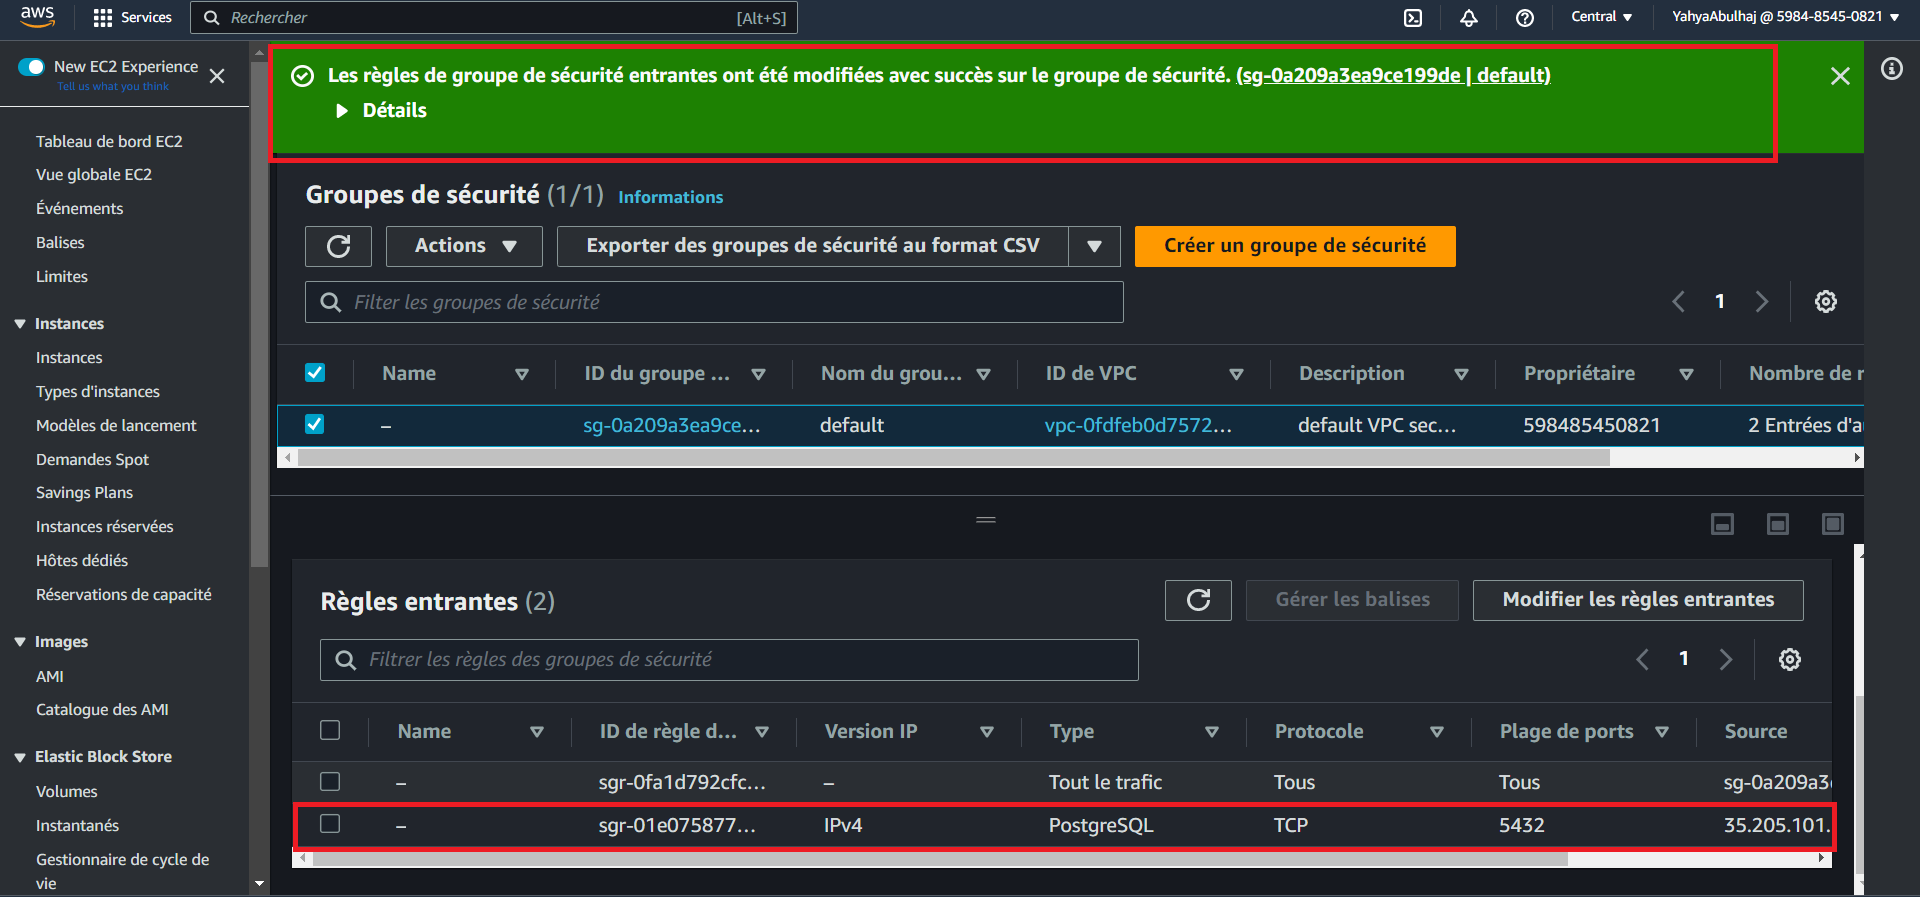 aws
Services
Rechercher
[Alt+S]
Central
YahyaAbulhaj @ 5984-8545-0821
New EC2 Experience
Tell us what you think
Tableau de bord EC2
Vue globale EC2
Événements
Balises
Limites
Instances
Instances
Types d'instances
Modèles de lancement
Demandes Spot
Savings Plans
Instances réservées
Hôtes dédiés
Réservations de capacité
Images
AMI
Catalogue des AMI
Elastic Block Store
Volumes
Instantanés
Gestionnaire de cycle de
vie
Les règles de groupe de sécurité entrantes ont été modifiées avec succès sur le groupe de sécurité. (sg-0a209a3ea9ce199de | default)
Détails
Groupes de sécurité (1/1) Informations
Actions
Exporter des groupes de sécurité au format CSV
Créer un groupe de sécurité
Filter les groupes de sécurité
1
Name ID du groupe ... Nom du grou... ID de VPC Description Propriétaire Nombre de r
– sg-0a209a3ea9ce... default vpc-0fdfeb0d7572... default VPC sec... 598485450821 2 Entrées d'a
Règles entrantes (2)
Gérer les balises
Modifier les règles entrantes
Filtrer les règles des groupes de sécurité
1
Name ID de règle d... Version IP Type Protocole Plage de ports Source
– sgr-0fa1d792cfc... – Tout le trafic Tous Tous sg-0a209a3
– sgr-01e075877... IPv4 PostgreSQL TCP 5432 35.205.101.